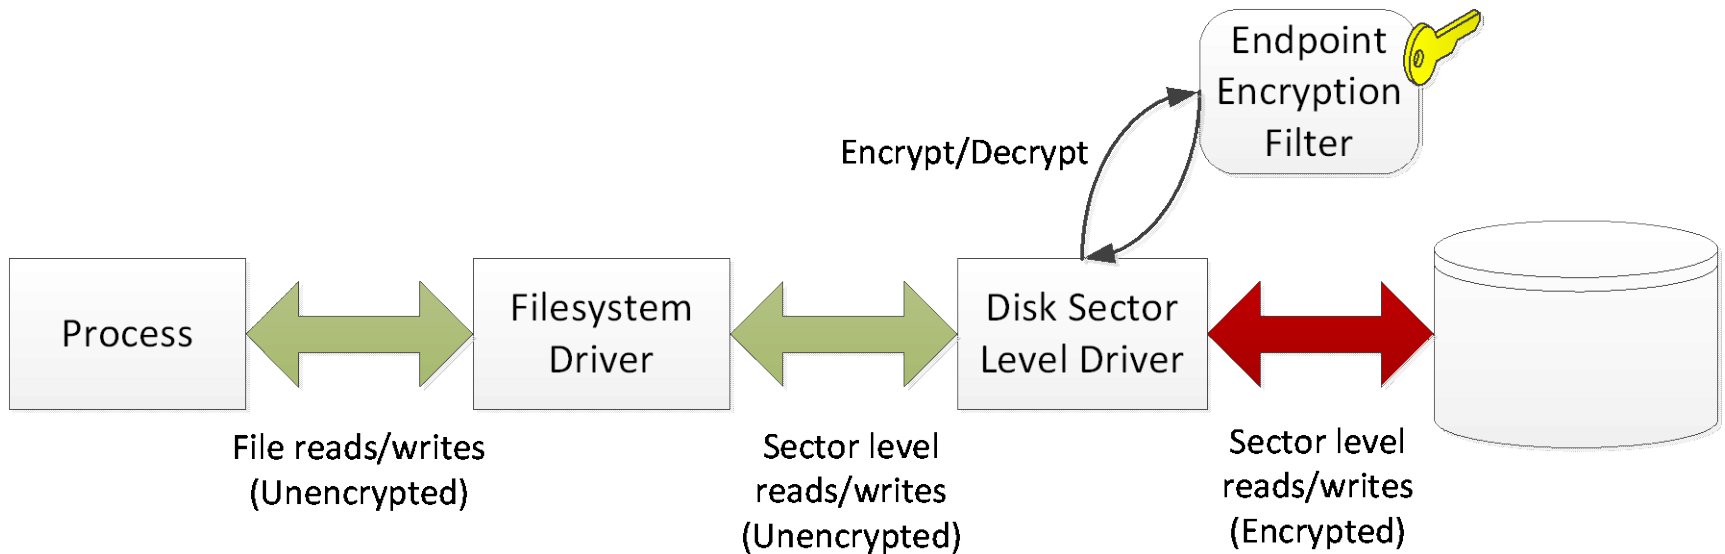 Endpoint
Encryption
Filter
Encrypt/Decrypt
Process
Filesystem
Driver
Disk Sector
Level Driver
File reads/writes
(Unencrypted)
Sector level
reads/writes
(Unencrypted)
Sector level
reads/writes
(Encrypted)